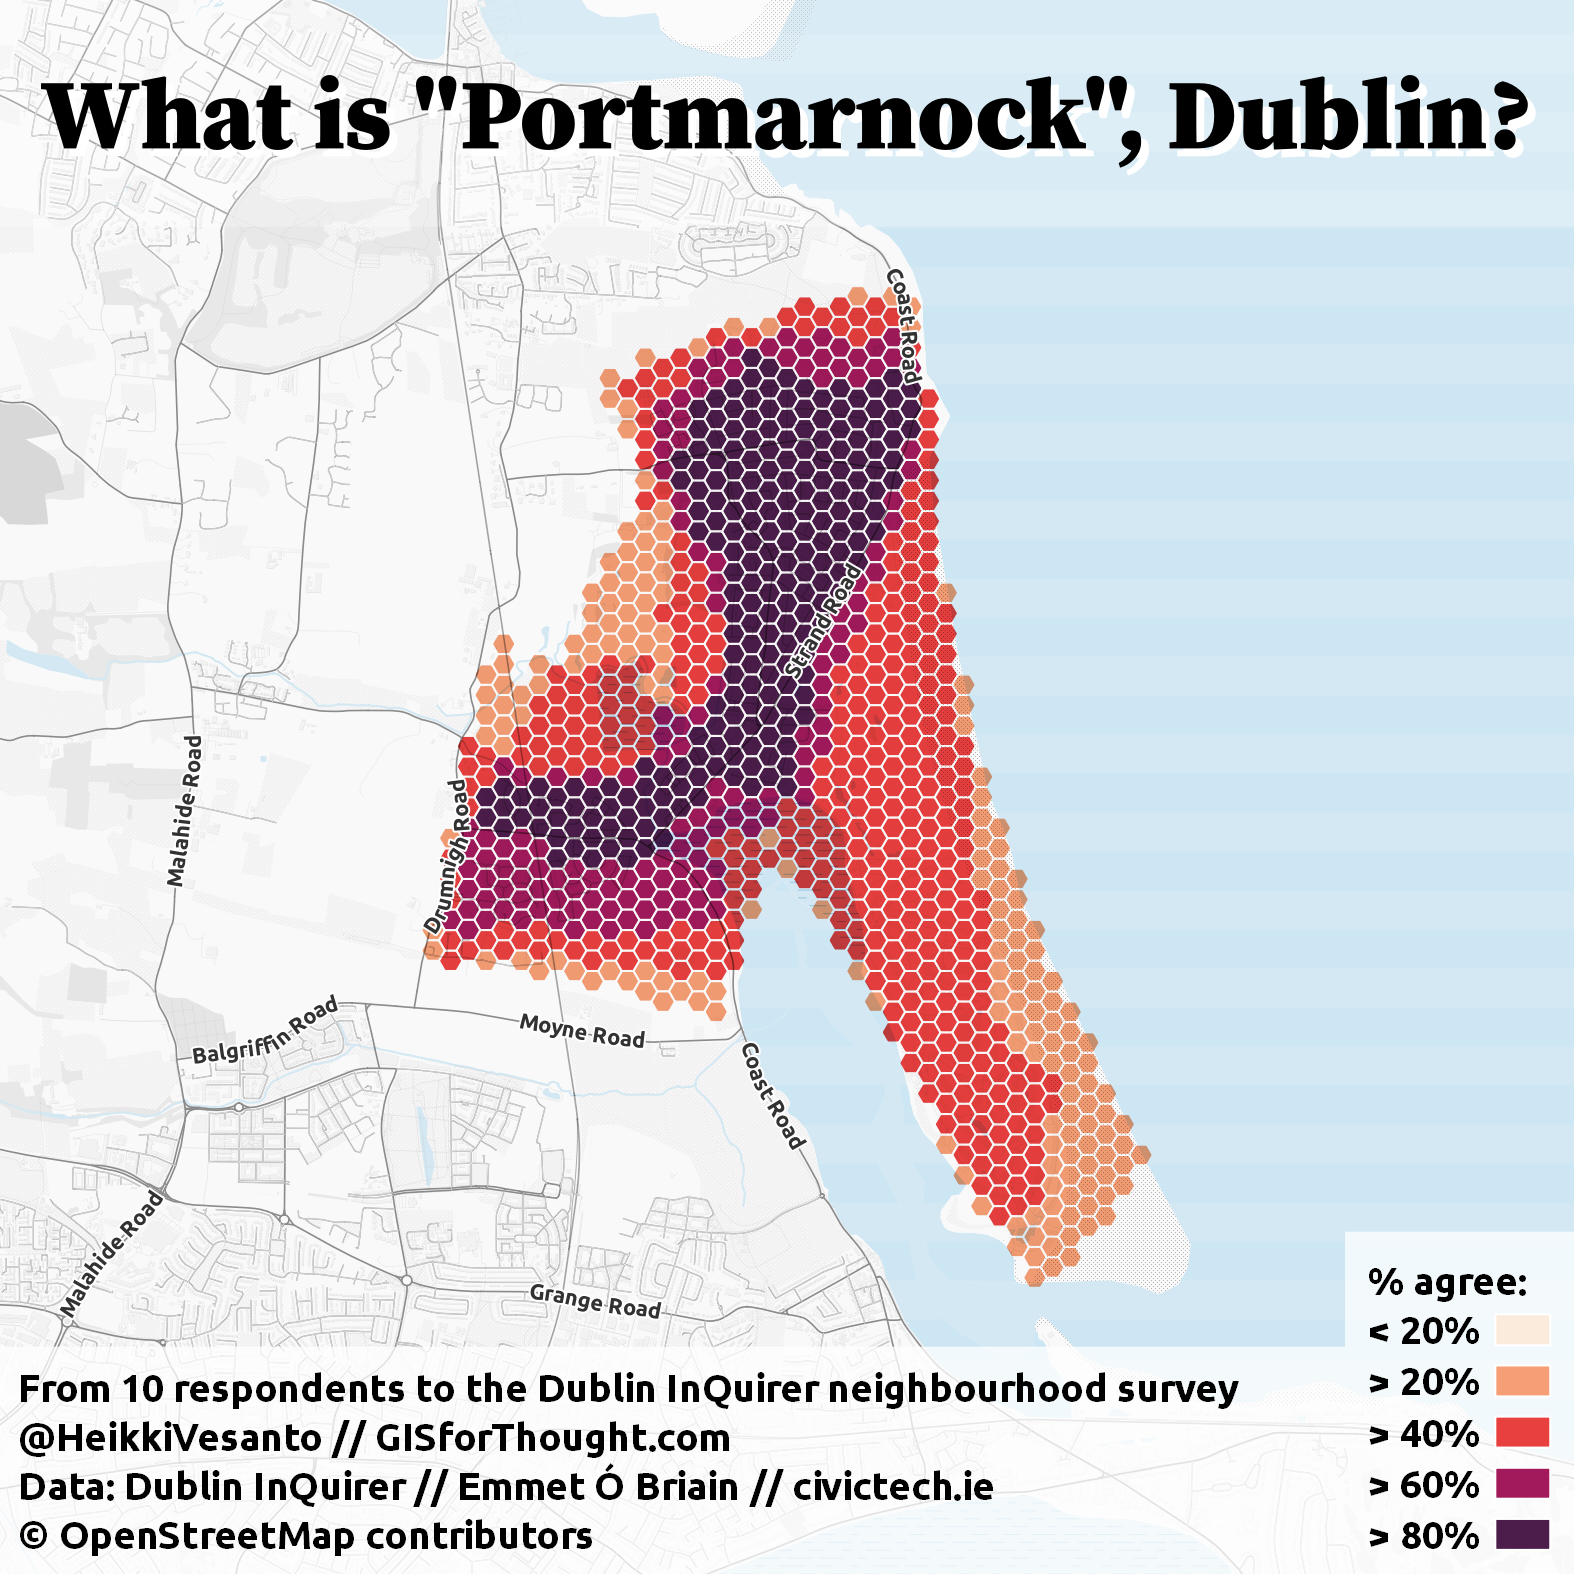 What is "Portmarnock", Dublin?
Coast Road
Strand Road
Malahide Road
Drumnigh Road
Balgriffin Road
Moyne Road
Coast Road
Malahide Road
Grange Road
% agree:
< 20%
> 20%
> 40%
> 60%
> 80%
From 10 respondents to the Dublin InQuirer neighbourhood survey
@HeikkiVesanto // GISforThought.com
Data: Dublin InQuirer // Emmet Ó Briain // civictech.ie
© OpenStreetMap contributors